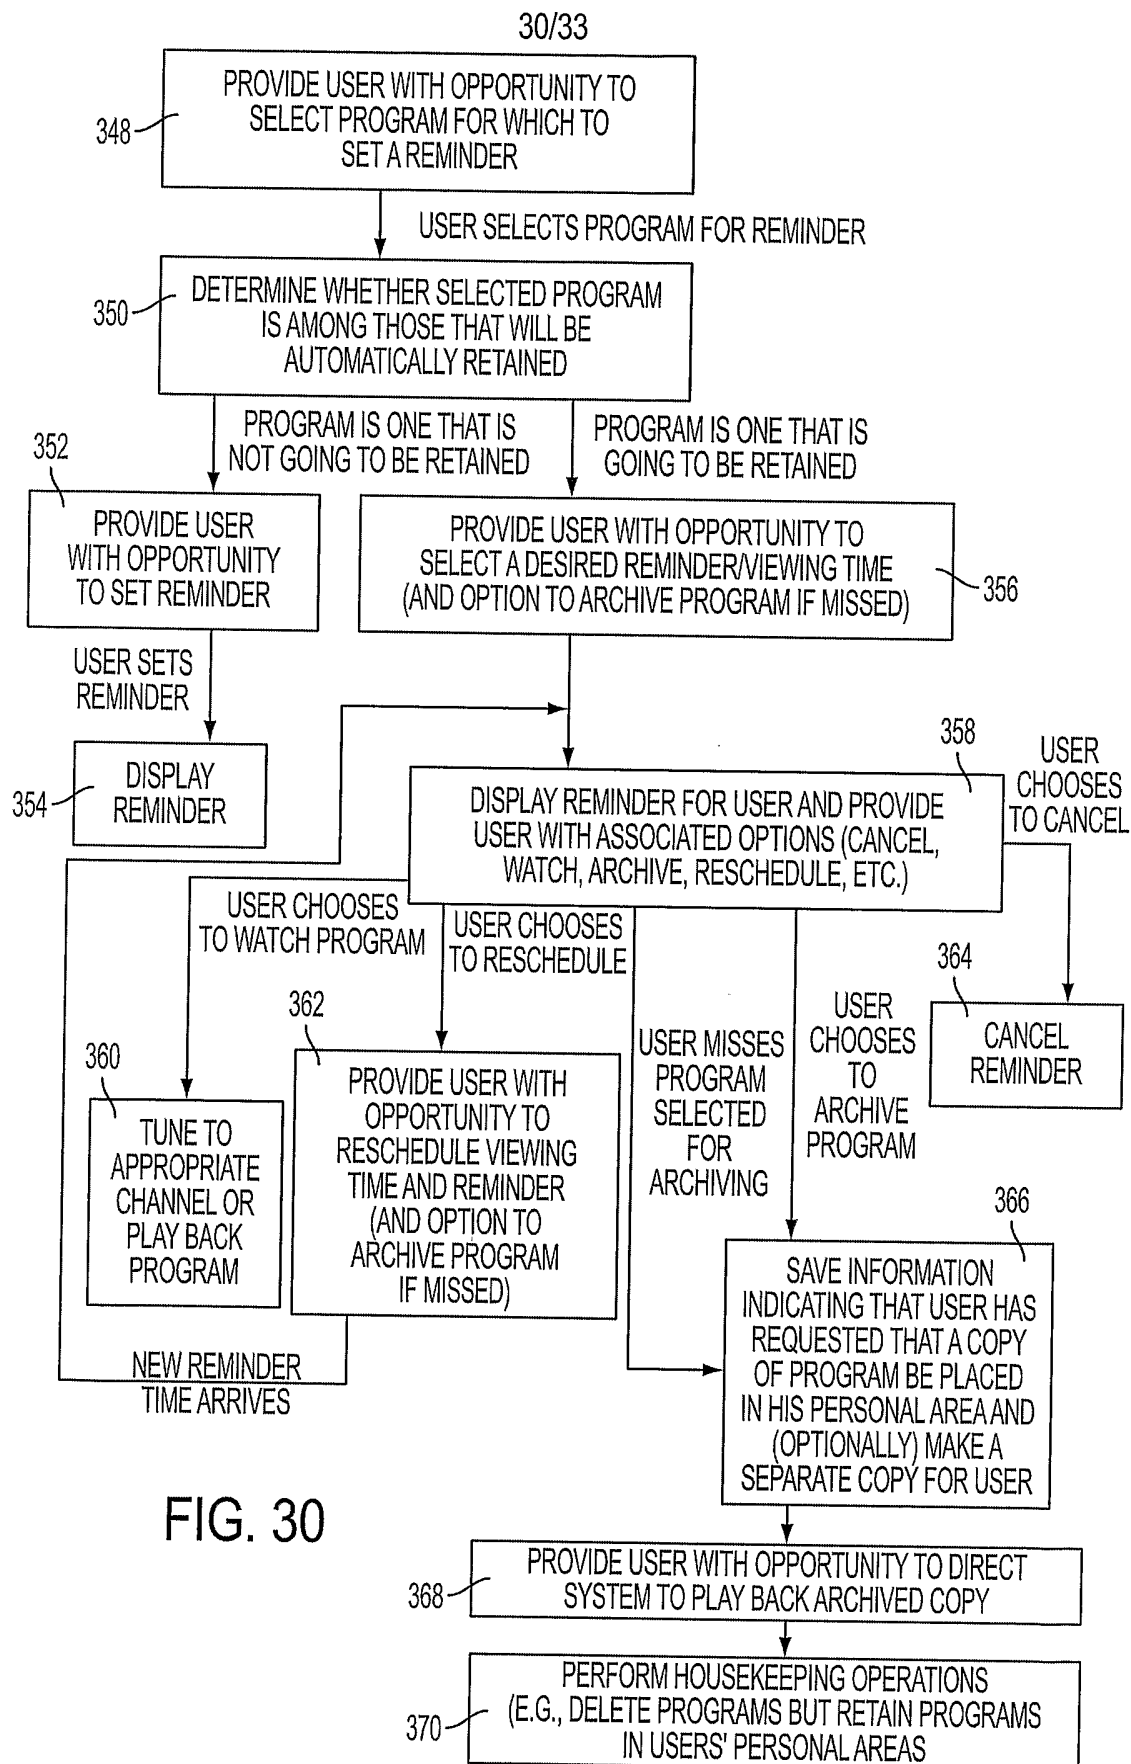 30/33
PROVIDE USER WITH OPPORTUNITY TO
SELECT PROGRAM FOR WHICH TO
SET A REMINDER
348
USER SELECTS PROGRAM FOR REMINDER
DETERMINE WHETHER SELECTED PROGRAM
IS AMONG THOSE THAT WILL BE
AUTOMATICALLY RETAINED
350
PROGRAM IS ONE THAT IS
NOT GOING TO BE RETAINED
PROGRAM IS ONE THAT IS
GOING TO BE RETAINED
352
PROVIDE USER
WITH OPPORTUNITY
TO SET REMINDER
PROVIDE USER WITH OPPORTUNITY TO
SELECT A DESIRED REMINDER/VIEWING TIME
(AND OPTION TO ARCHIVE PROGRAM IF MISSED)
356
USER SETS
REMINDER
354
DISPLAY
REMINDER
358
DISPLAY REMINDER FOR USER AND PROVIDE
USER WITH ASSOCIATED OPTIONS (CANCEL,
WATCH, ARCHIVE, RESCHEDULE, ETC.)
USER
CHOOSES
TO CANCEL
USER CHOOSES
TO WATCH PROGRAM
USER CHOOSES
TO RESCHEDULE
USER MISSES
PROGRAM
SELECTED
FOR
ARCHIVING
USER
CHOOSES
TO
ARCHIVE
PROGRAM
364
CANCEL
REMINDER
360
TUNE TO
APPROPRIATE
CHANNEL OR
PLAY BACK
PROGRAM
362
PROVIDE USER WITH
OPPORTUNITY TO
RESCHEDULE VIEWING
TIME AND REMINDER
(AND OPTION TO
ARCHIVE PROGRAM
IF MISSED)
NEW REMINDER
TIME ARRIVES
366
SAVE INFORMATION
INDICATING THAT USER HAS
REQUESTED THAT A COPY
OF PROGRAM BE PLACED
IN HIS PERSONAL AREA AND
(OPTIONALLY) MAKE A
SEPARATE COPY FOR USER
FIG. 30
368
PROVIDE USER WITH OPPORTUNITY TO DIRECT
SYSTEM TO PLAY BACK ARCHIVED COPY
370
PERFORM HOUSEKEEPING OPERATIONS
(E.G., DELETE PROGRAMS BUT RETAIN PROGRAMS
IN USERS' PERSONAL AREAS